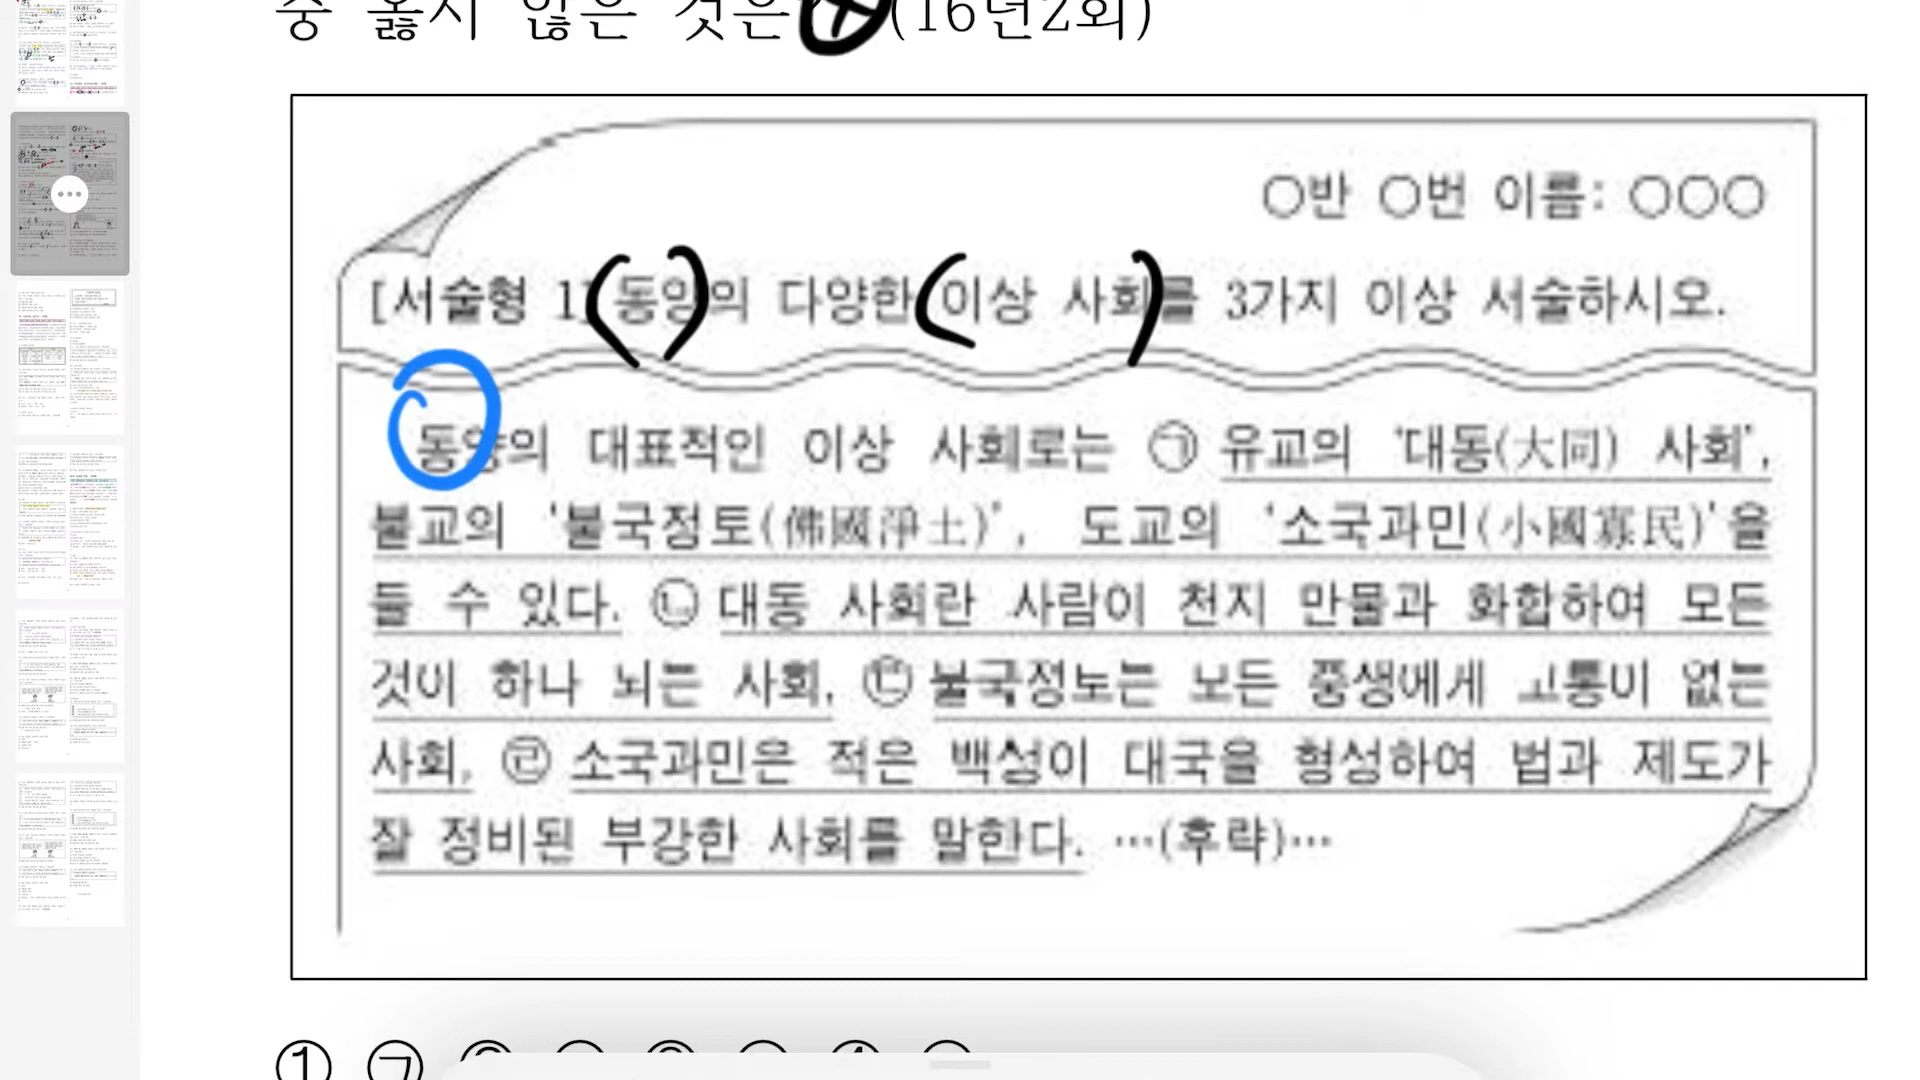 중 옳지 않은 것은? (16년2회)
○반 ○번 이름: ○○○
[서술형 1] 동양의 다양한 이상 사회를 3가지 이상 서술하시오.
동양의 대표적인 이상 사회로는 ㉠ 유교의 '대동(大同) 사회',
불교의 '불국정토(佛國淨土)', 도교의 '소국과민(小國寡民)'을
들 수 있다. ㉡ 대동 사회란 사람이 천지 만물과 화합하여 모든
것이 하나 되는 사회, ㉢ 불국정토는 모든 중생에게 고통이 없는
사회, ㉣ 소국과민은 적은 백성이 대국을 형성하여 법과 제도가
잘 정비된 부강한 사회를 말한다. …(후략)…
① ㉠